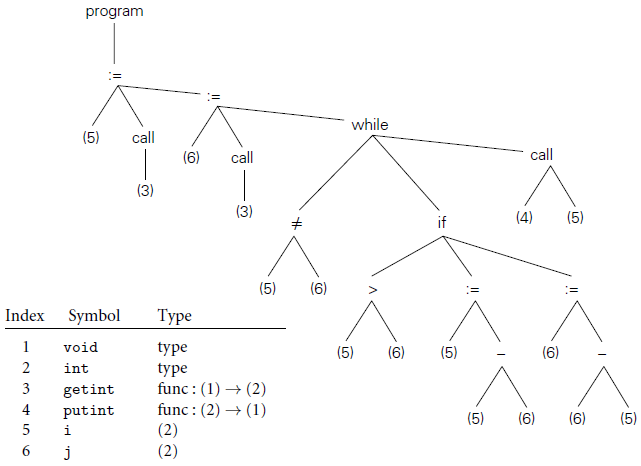 program
:=
:=
while
(5) call
(6) call
call
(3)
(3)
≠
if
(4) (5)
(5) (6)
> := :=
(5) (6) (5) − (6) −
(5) (6) (6) (5)
Index Symbol Type
1 void type
2 int type
3 getint func : (1) → (2)
4 putint func : (2) → (1)
5 i (2)
6 j (2)